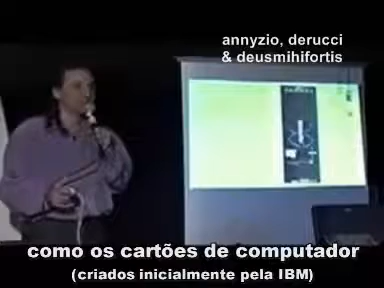 annyzio, derucci
& deusmihifortis
como os cartões de computador
(criados inicialmente pela IBM)